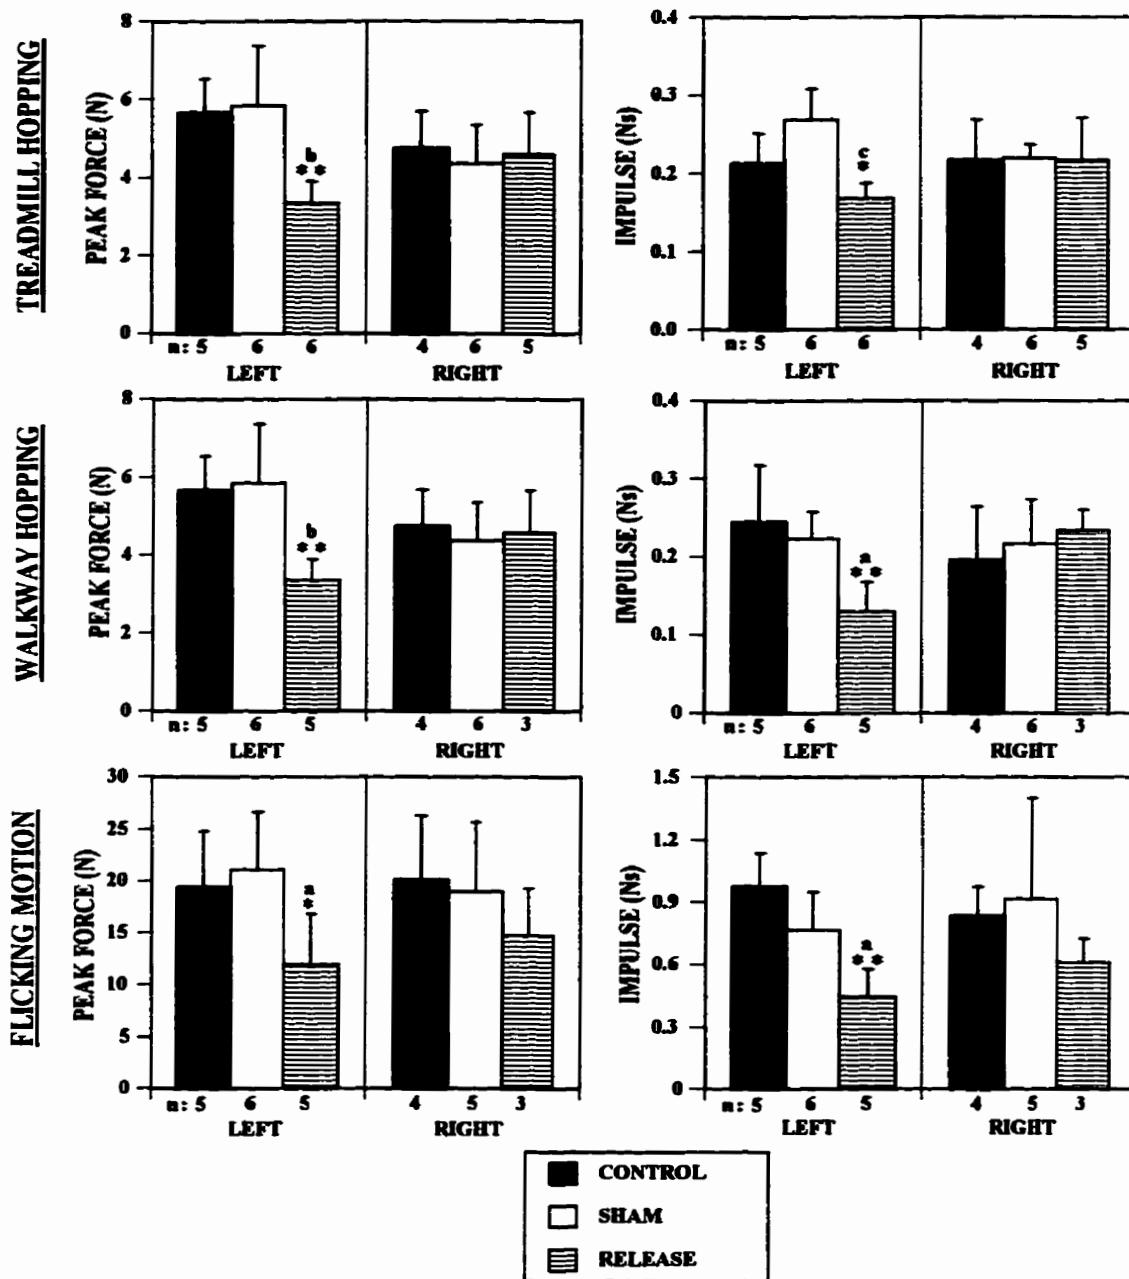 TREADMILL HOPPING
PEAK FORCE (N)
8
6
4
2
0
b
**
n: 5 6 6 4 6 5
LEFT RIGHT
IMPULSE (Ns)
0.4
0.3
0.2
0.1
0.0
c
*
n: 5 6 6 4 6 5
LEFT RIGHT
WALKWAY HOPPING
PEAK FORCE (N)
8
6
4
2
0
b
**
n: 5 6 5 4 6 3
LEFT RIGHT
IMPULSE (Ns)
0.4
0.3
0.2
0.1
0
a
**
n: 5 6 5 4 6 3
LEFT RIGHT
FLICKING MOTION
PEAK FORCE (N)
30
25
20
15
10
5
0
a
*
n: 5 6 5 4 5 3
LEFT RIGHT
IMPULSE (Ns)
1.5
1.2
0.9
0.6
0.3
0
a
**
n: 5 6 5 4 5 3
LEFT RIGHT
CONTROL
SHAM
RELEASE